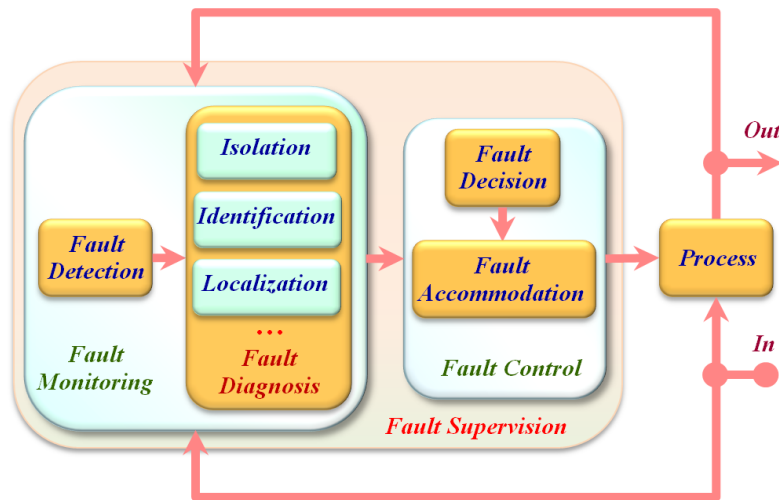 Fault
Detection
Isolation
Identification
Localization
...
Fault
Diagnosis
Fault
Monitoring
Fault
Decision
Fault
Accommodation
Fault Control
Fault Supervision
Process
Out
In